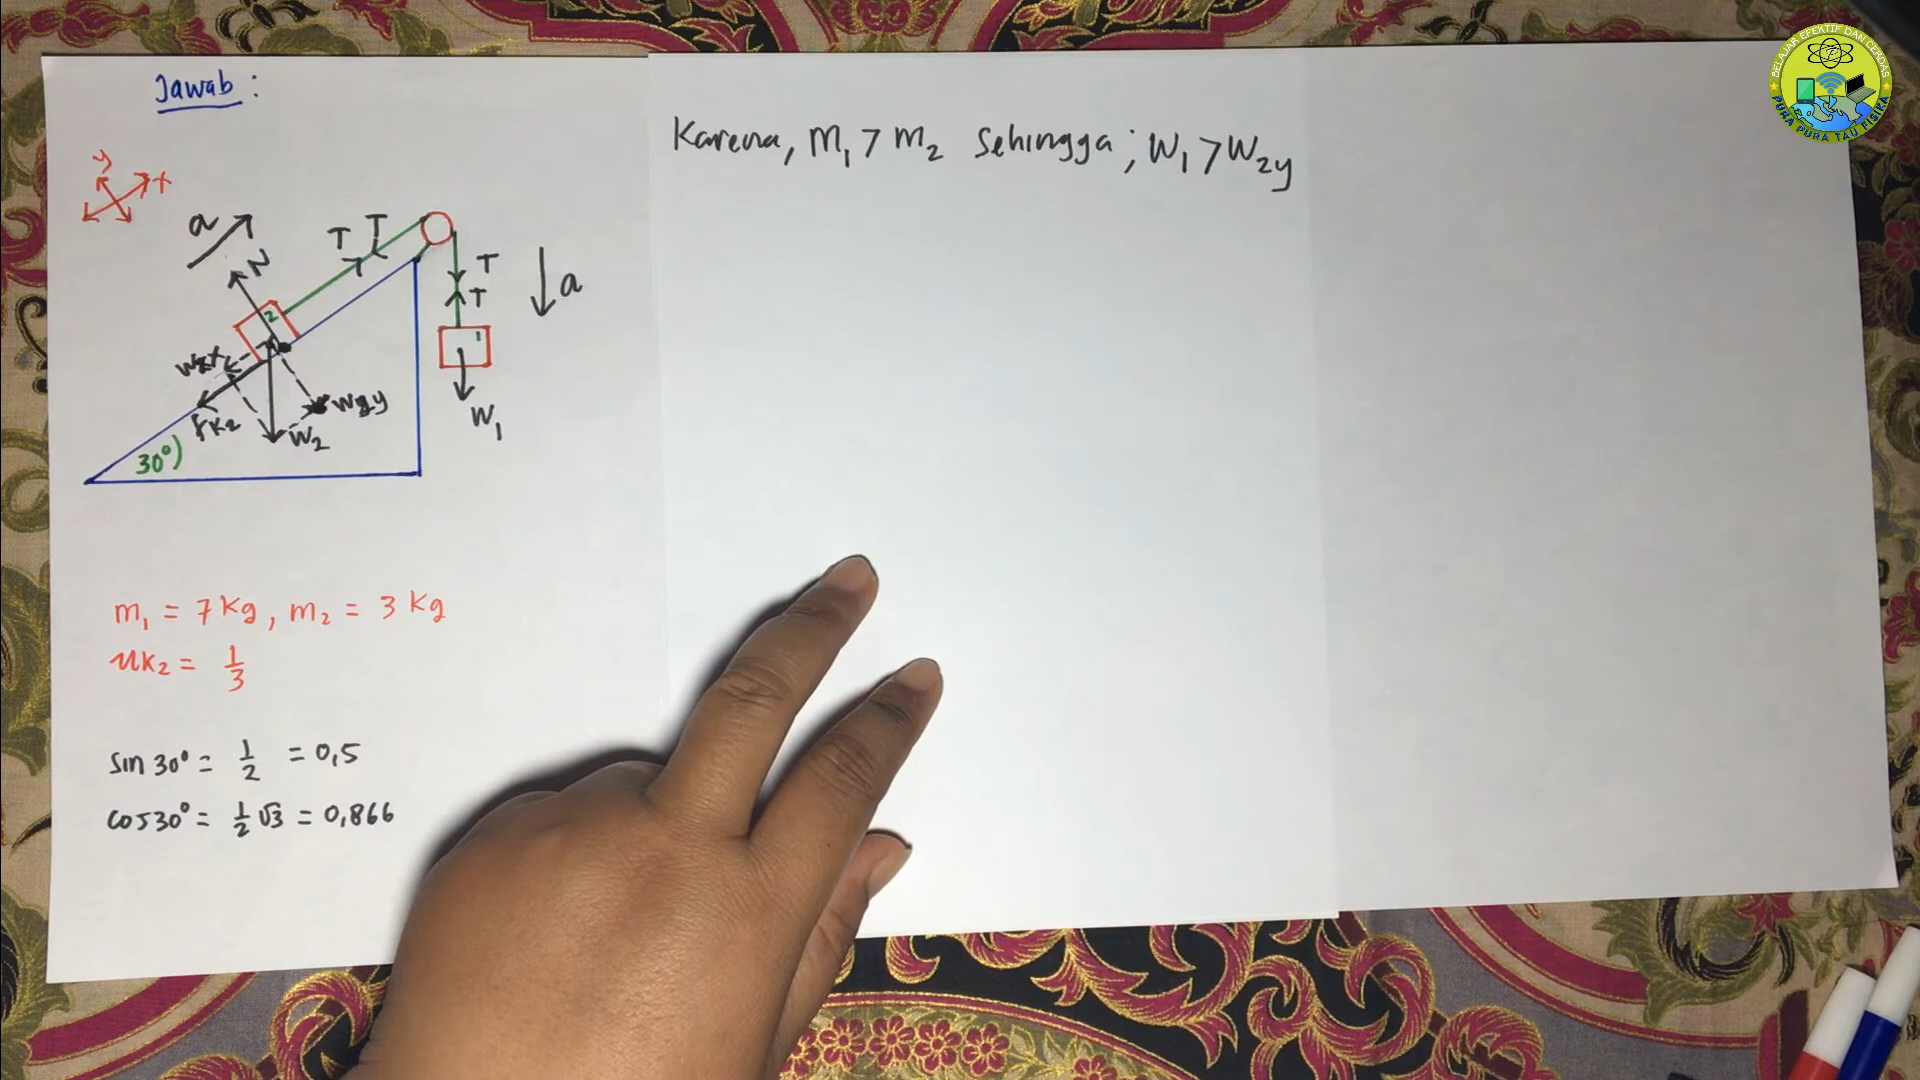 Jawab :
y
x
a
N
T
T
T
T
a
2
1
W2x
fk2
W2y
W2
W1
30°)
m1 = 7 Kg, m2 = 3 Kg
μK2 = 1/3
sin 30° = 1/2 = 0,5
cos 30° = 1/2 √3 = 0,866
Karena, m1 > m2 Sehingga ; W1 > W2y
BELAJAR EFEKTIF DAN CERDAS
PURA PURA TAU FISIKA